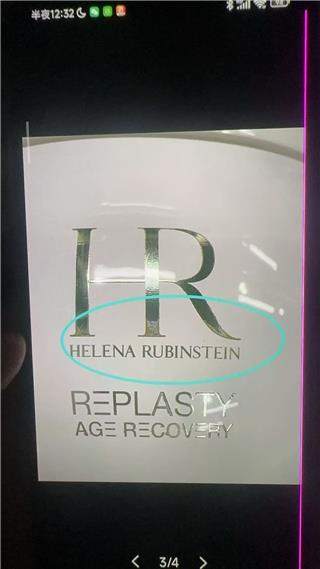 半夜12:32
HR
HELENA RUBINSTEIN
REPLASTY
AGE RECOVERY
< 3/4 >